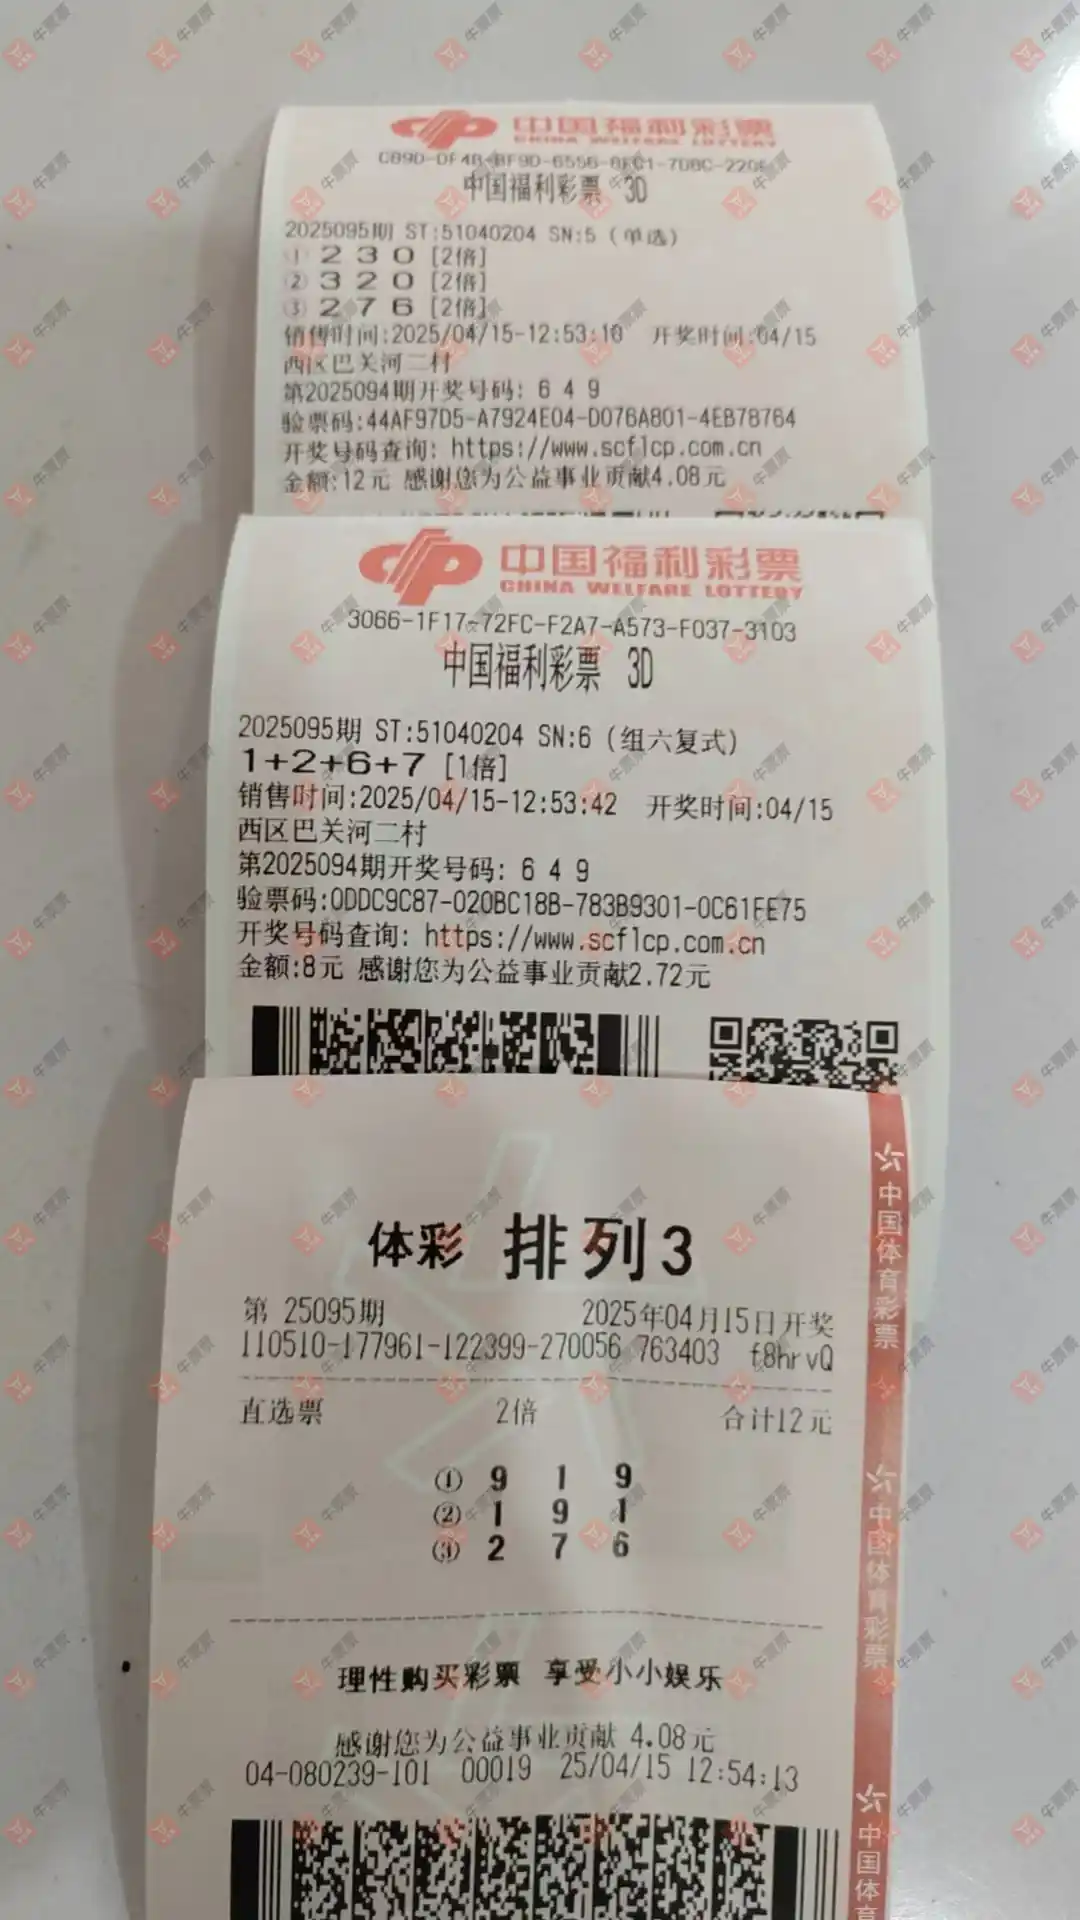 中国福利彩票
CHINA WELFARE LOTTERY
中国福利彩票 3D
2025095期 ST:51040204 SN:5 (单选)
① 2 3 0 [2倍]
② 3 2 0 [2倍]
③ 2 7 6 [2倍]
销售时间:2025/04/15-12:53:10 开奖时间:04/15
西区巴关河二村
第2025094期开奖号码: 6 4 9
验票码:44AF97D5-A7924E04-D076A801-4EB78764
开奖号码查询: https://www.scflcp.com.cn
金额:12元 感谢您为公益事业贡献4.08元
中国福利彩票
CHINA WELFARE LOTTERY
3066-1F17-72FC-F2A7-A573-F037-3103
中国福利彩票 3D
2025095期 ST:51040204 SN:6 (组六复式)
1+2+6+7 [1倍]
销售时间:2025/04/15-12:53:42 开奖时间:04/15
西区巴关河二村
第2025094期开奖号码: 6 4 9
验票码:0DDC9C87-020BC18B-783B9301-0C61FE75
开奖号码查询: https://www.scflcp.com.cn
金额:8元 感谢您为公益事业贡献2.72元
体彩 排列3
第 25095期 2025年04月15日开奖
110510-177961-122399-270056 763403 f8hrvQ
直选票 2倍 合计12元
① 9 1 9
② 1 9 1
③ 2 7 6
理性购买彩票 享受小小娱乐
感谢您为公益事业贡献 4.08元
04-080239-101 00019 25/04/15 12:54:13
中国体育彩票
中国体育彩票
中国体育